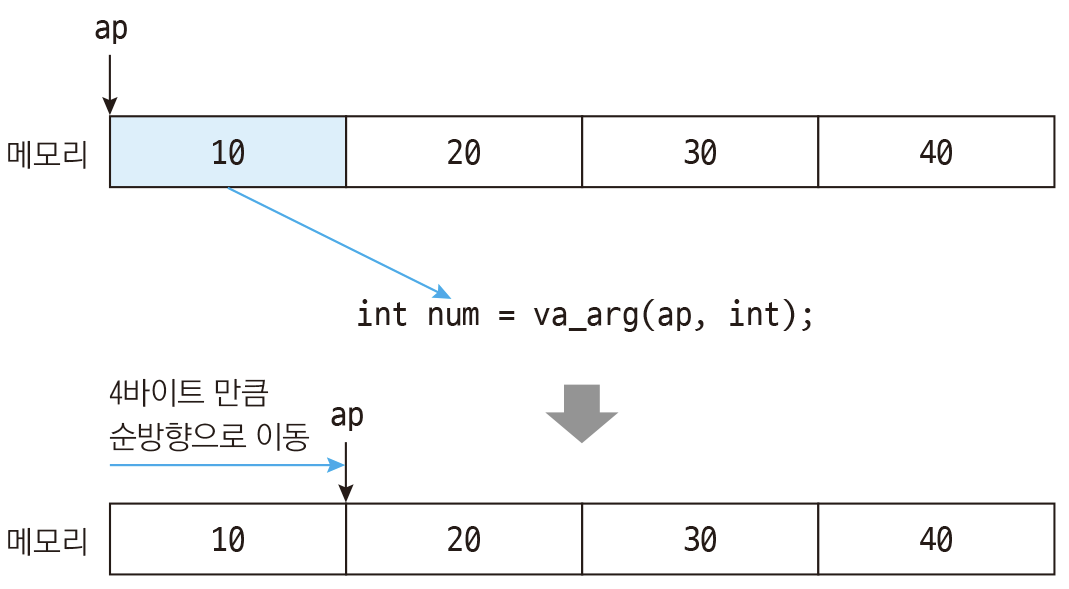 ap
메모리 10 20 30 40
int num = va_arg(ap, int);
4바이트 만큼
순방향으로 이동
ap
메모리 10 20 30 40